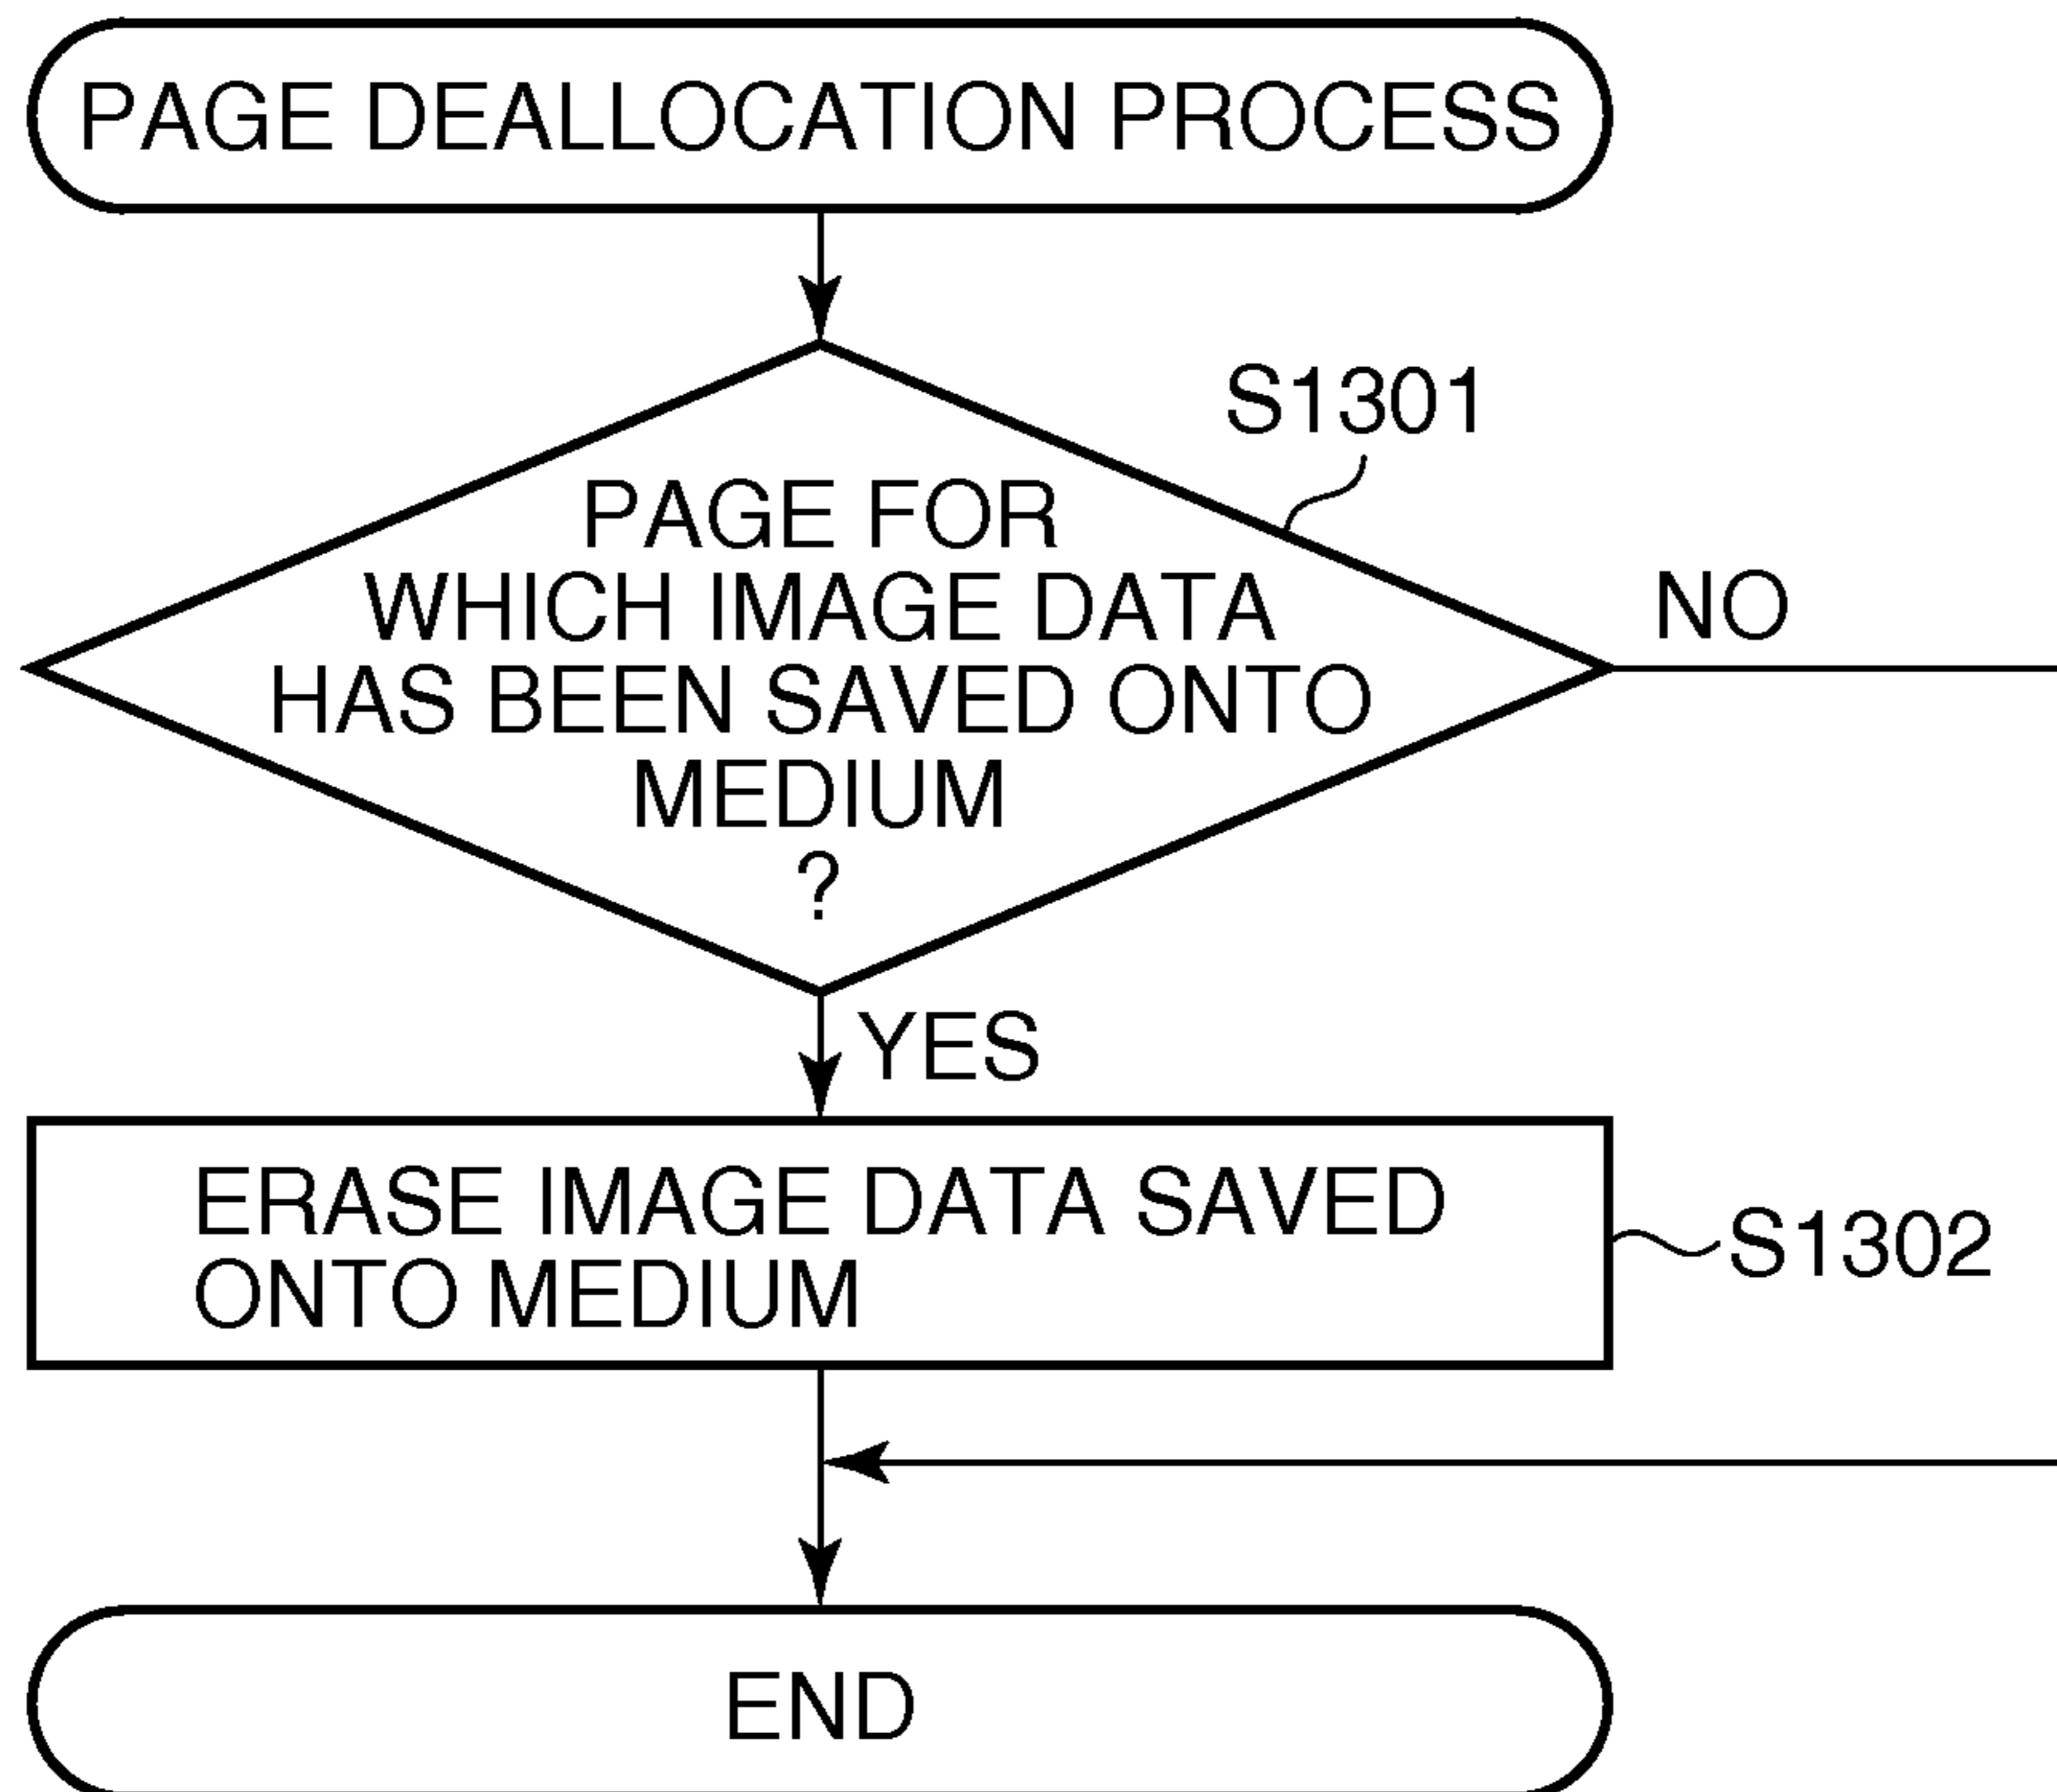 PAGE DEALLOCATION PROCESS
S1301
PAGE FOR
WHICH IMAGE DATA
HAS BEEN SAVED ONTO
MEDIUM
?
NO
YES
ERASE IMAGE DATA SAVED
ONTO MEDIUM
S1302
END